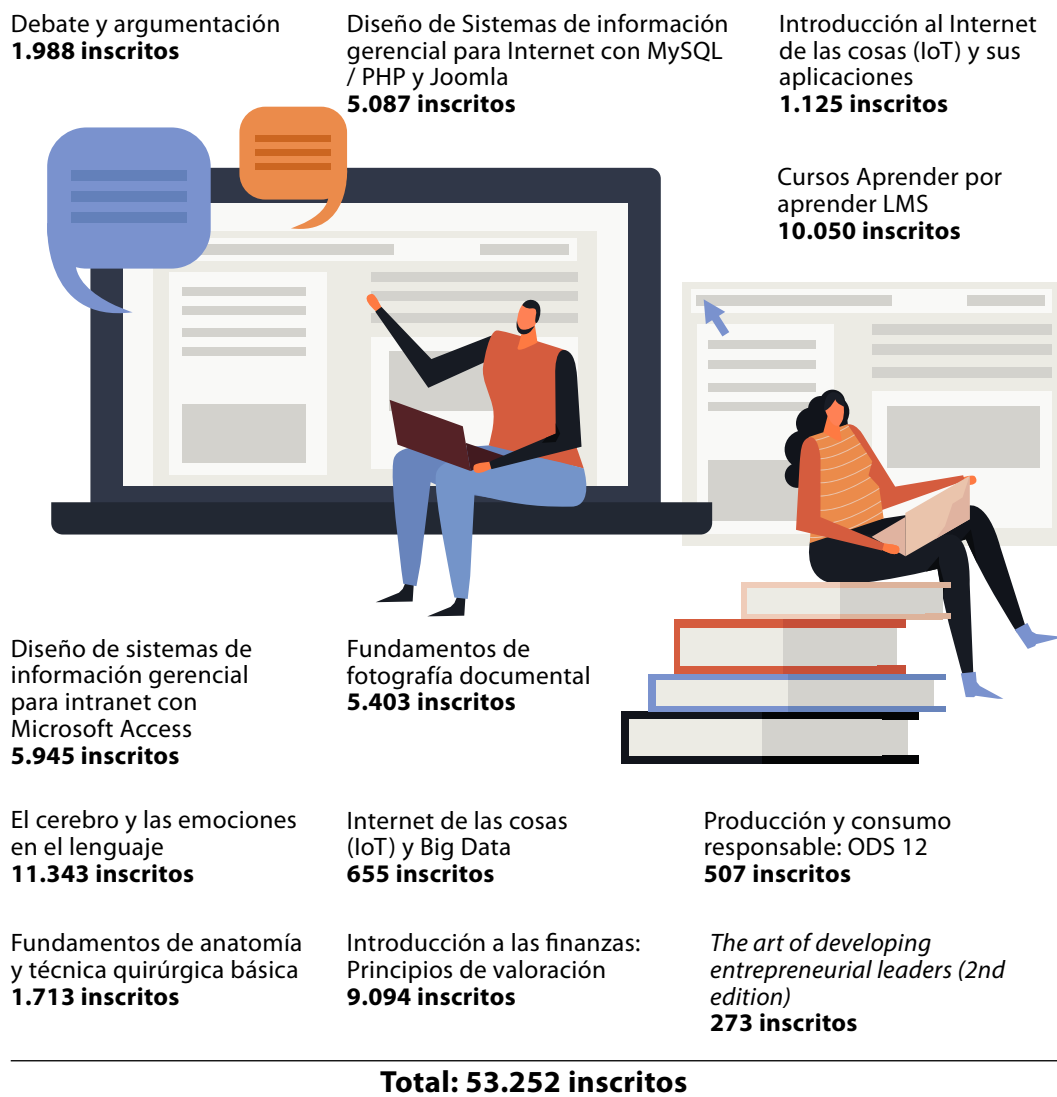 Debate y argumentación
1.988 inscritos
Diseño de Sistemas de información
gerencial para Internet con MySQL
/ PHP y Joomla
5.087 inscritos
Introducción al Internet
de las cosas (IoT) y sus
aplicaciones
1.125 inscritos
Cursos Aprender por
aprender LMS
10.050 inscritos
Diseño de sistemas de
información gerencial
para intranet con
Microsoft Access
5.945 inscritos
Fundamentos de
fotografía documental
5.403 inscritos
El cerebro y las emociones
en el lenguaje
11.343 inscritos
Internet de las cosas
(IoT) y Big Data
655 inscritos
Producción y consumo
responsable: ODS 12
507 inscritos
Fundamentos de anatomía
y técnica quirúrgica básica
1.713 inscritos
Introducción a las finanzas:
Principios de valoración
9.094 inscritos
The art of developing
entrepreneurial leaders (2nd
edition)
273 inscritos
Total: 53.252 inscritos